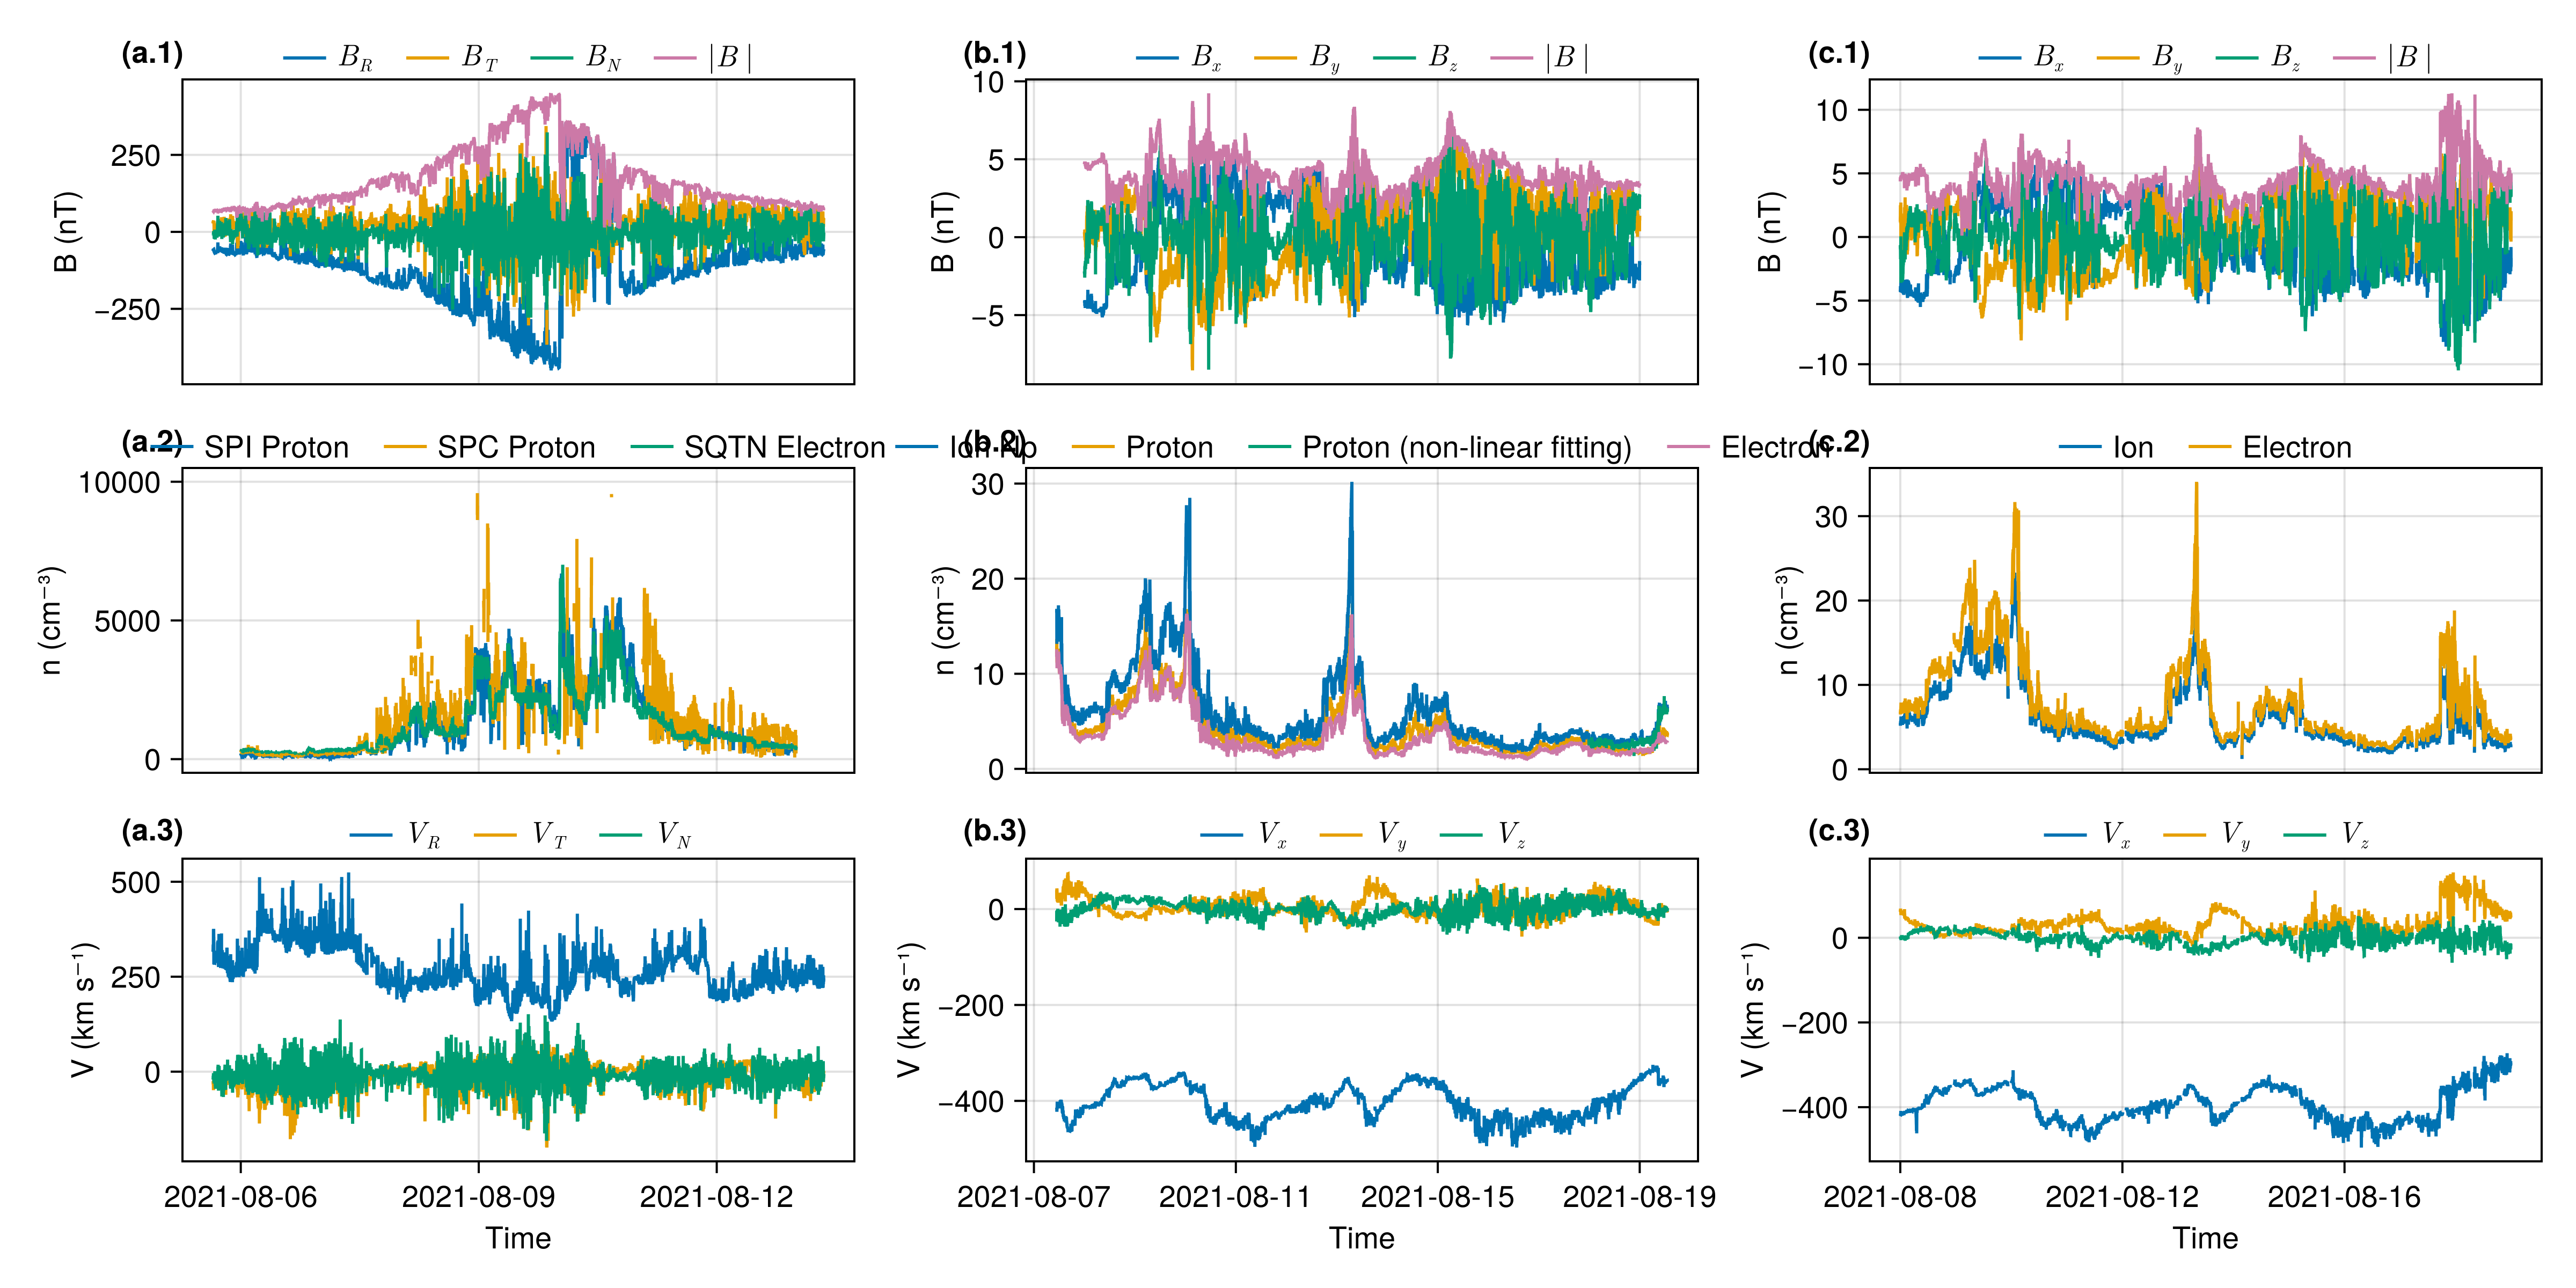 (a.1) B_R B_T B_N |B|
250
0
−250
B (nT)
(b.1) B_x B_y B_z |B|
10
5
0
−5
B (nT)
(c.1) B_x B_y B_z |B|
10
5
0
−5
−10
B (nT)
(a.2) SPI Proton SPC Proton SQTN Electron
10000
5000
0
n (cm⁻³)
(b.2) Ion Np Proton Proton (non-linear fitting) Electron
30
20
10
0
n (cm⁻³)
(c.2) Ion Electron
30
20
10
0
n (cm⁻³)
(a.3) V_R V_T V_N
500
250
0
V (km s⁻¹)
2021-08-06 2021-08-09 2021-08-12
Time
(b.3) V_x V_y V_z
0
−200
−400
V (km s⁻¹)
2021-08-07 2021-08-11 2021-08-15 2021-08-19
Time
(c.3) V_x V_y V_z
0
−200
−400
V (km s⁻¹)
2021-08-08 2021-08-12 2021-08-16
Time